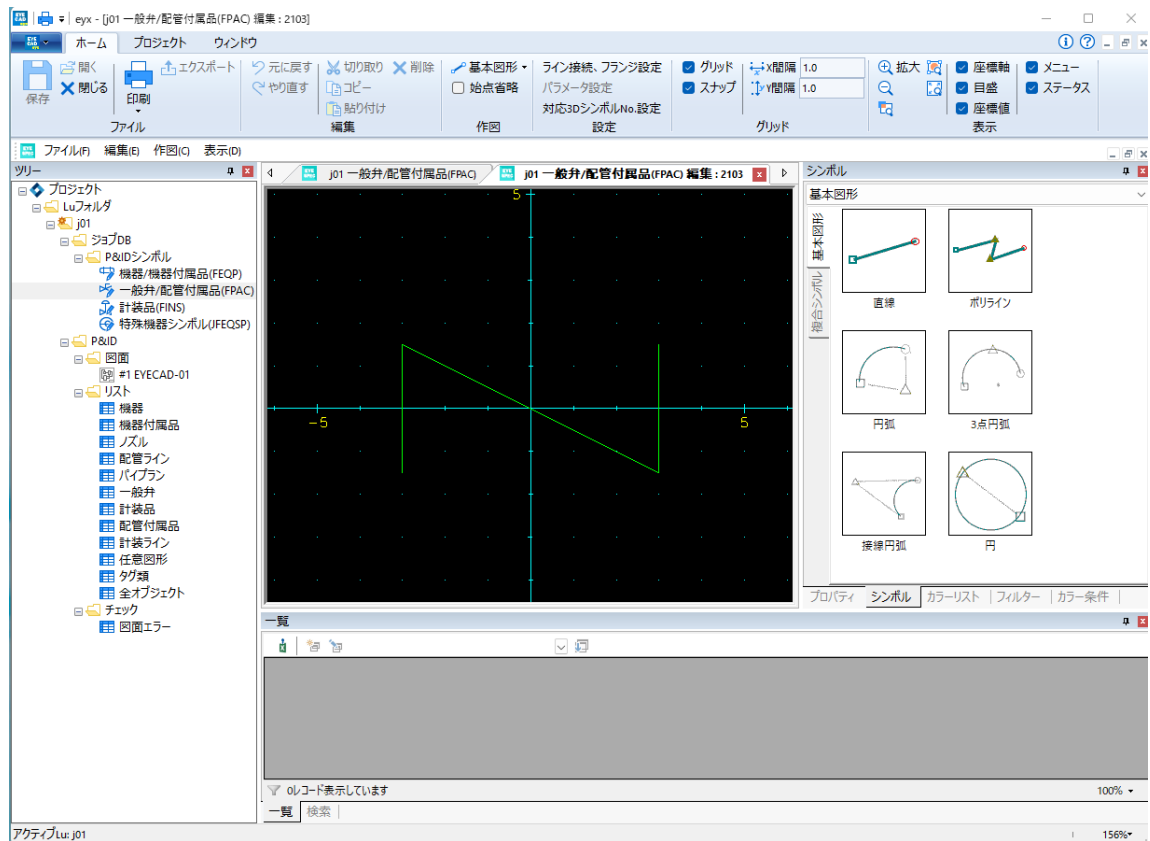 eyx - [j01 一般弁/配管付属品(FPAC) 編集 : 2103]
EYE CAD eyx ホーム プロジェクト ウィンドウ
保存 開く 閉じる 印刷 エクスポート
ファイル
元に戻す やり直す 切り取り コピー 貼り付け 削除
編集
基本図形 始点省略
作図
ライン接続、フランジ設定
パラメータ設定
対応3DシンボルNo.設定
設定
グリッド スナップ X間隔 1.0 Y間隔 1.0
グリッド
拡大 座標軸 目盛 座標値 メニュー ステータス
表示
ファイル(F) 編集(E) 作図(C) 表示(D)
ツリー
プロジェクト
Luフォルダ
j01
ジョブDB
P&IDシンボル
機器/機器付属品(FEQP)
一般弁/配管付属品(FPAC)
計装品(FINS)
特殊機器シンボル(JFEQSP)
P&ID
図面
#1 EYECAD-01
リスト
機器
機器付属品
ノズル
配管ライン
パイプラン
一般弁
計装品
配管付属品
計装ライン
任意図形
タグ類
全オブジェクト
チェック
図面エラー
j01 一般弁/配管付属品(FPAC) j01 一般弁/配管付属品(FPAC) 編集 : 2103
5
-5 5
シンボル
基本図形
基本図形
複合シンボル
直線 ポリライン
円弧 3点円弧
接線円弧 円
プロパティ シンボル カラーリスト フィルター カラー条件
一覧
0レコード表示しています 100%
一覧 検索
アクティブLu: j01 156%